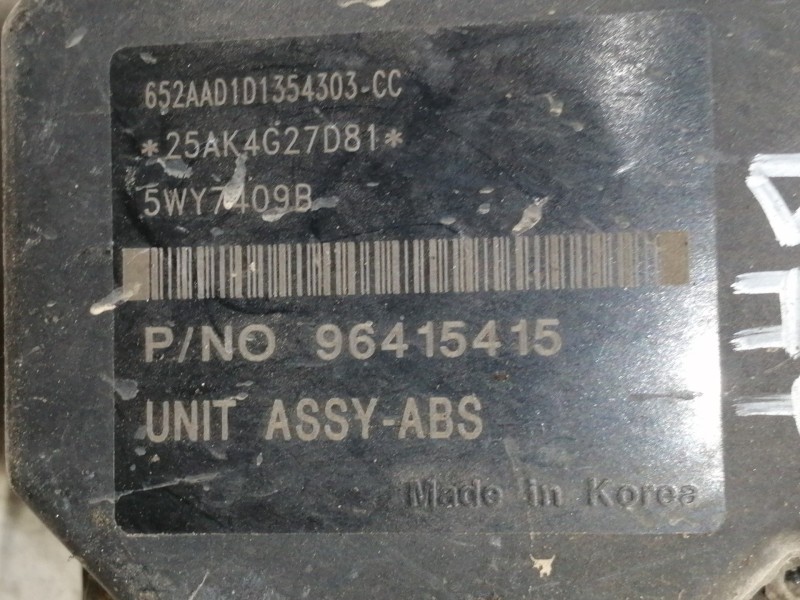 652AAD1D1354303-CC
*25AK4G27D81*
5WY7409B
P/NO 96415415
UNIT ASSY-ABS
Made in Korea